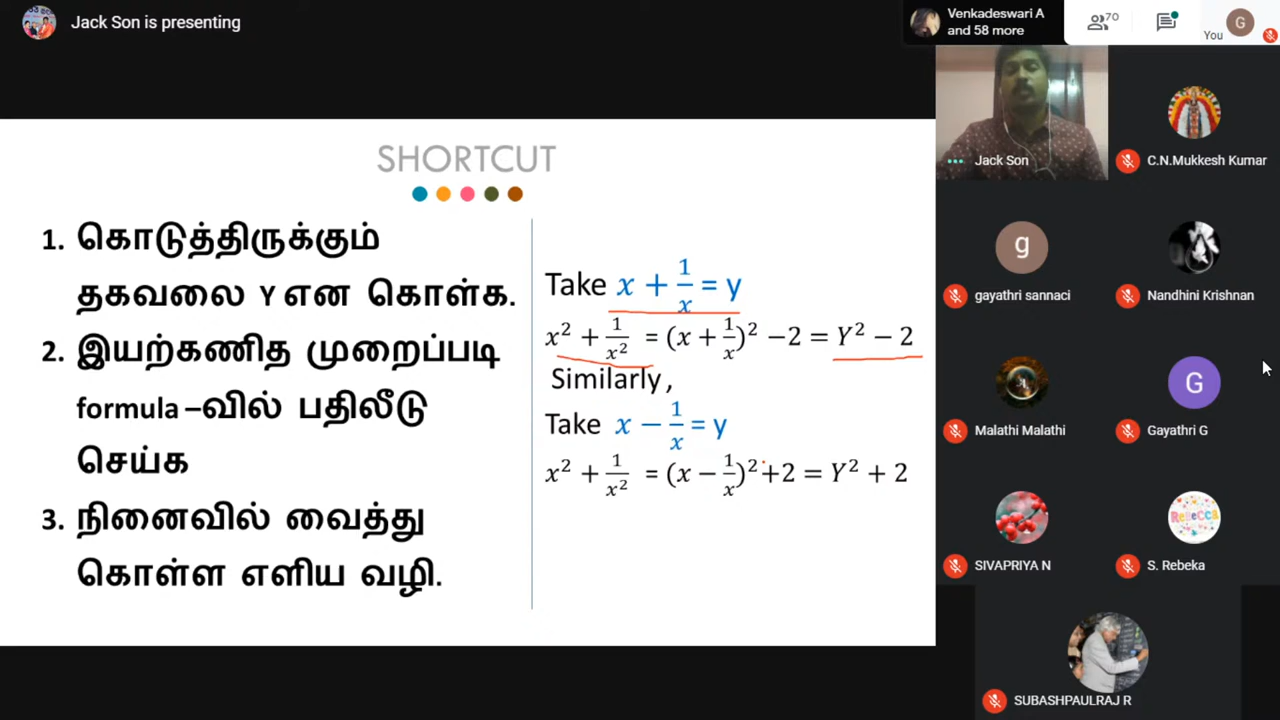 Jack Son is presenting
Venkadeswari A
and 58 more
70
You
G
SHORTCUT
1. கொடுத்திருக்கும்
தகவலை Y என கொள்க.
2. இயற்கணித முறைப்படி
formula –வில் பதிலீடு
செய்க
3. நினைவில் வைத்து
கொள்ள எளிய வழி.
Take x + 1/x = y
x² + 1/x² = (x + 1/x)² −2 = Y² − 2
Similarly,
Take x − 1/x = y
x² + 1/x² = (x − 1/x)² +2 = Y² + 2
Jack Son
C.N.Mukkesh Kumar
g
gayathri sannaci
Nandhini Krishnan
Malathi Malathi
G
Gayathri G
SIVAPRIYA N
REBECCA
S. Rebeka
SUBASHPAULRAJ R